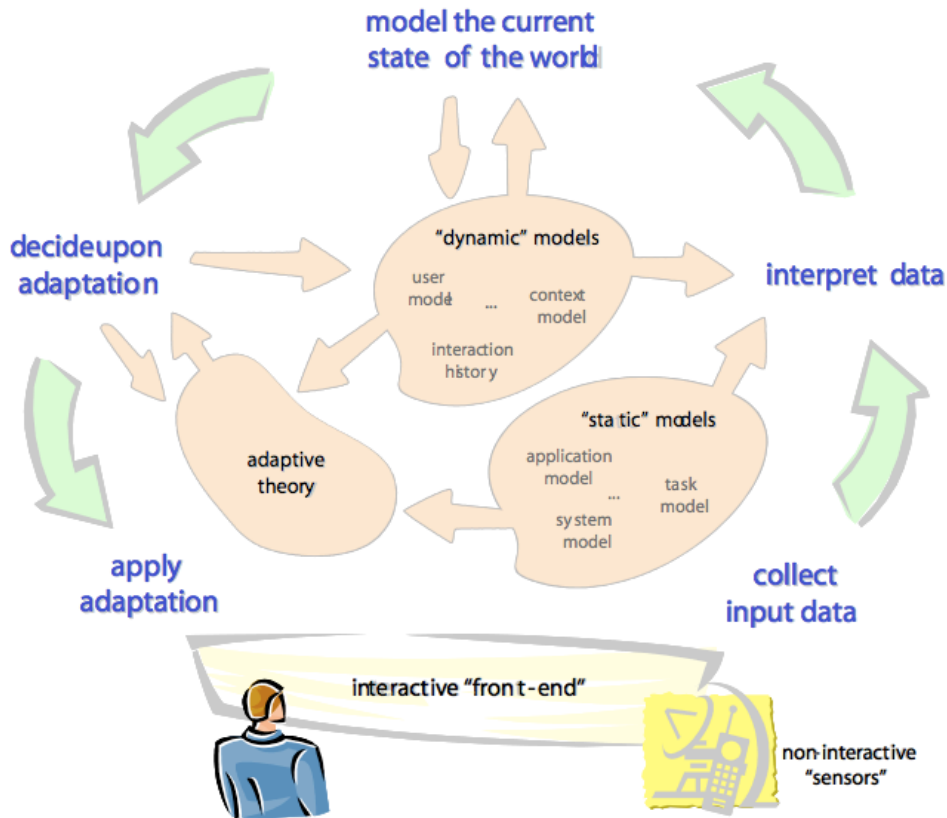 model the current
state of the world
decide upon
adaptation
"dynamic" models
user
model
...
context
model
interaction
history
interpret data
"static" models
application
model
...
task
model
system
model
adaptive
theory
apply
adaptation
collect
input data
interactive "front-end"
non-interactive
"sensors"